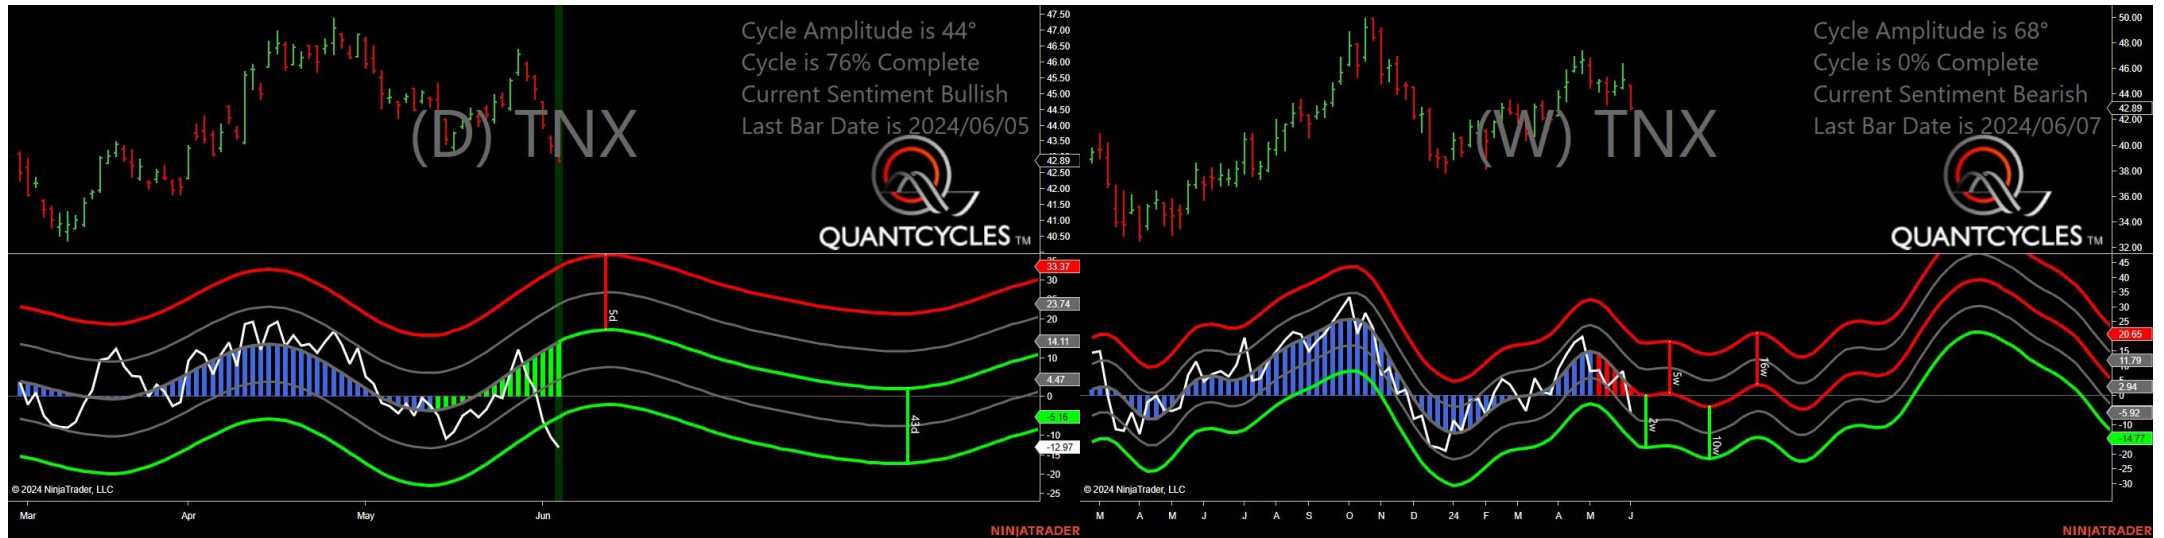 Cycle Amplitude is 44°
Cycle is 76% Complete
Current Sentiment Bullish
Last Bar Date is 2024/06/05
(D) TNX
QUANTCYCLES TM
47.50
47.00
46.50
46.00
45.50
45.00
44.50
44.00
43.50
42.89
42.50
42.00
41.50
41.00
40.50
33.37
30
23.74
20
14.11
10
4.47
0
-5.16
-10
-12.97
-15
-20
-25
5d
43d
© 2024 NinjaTrader, LLC
Mar Apr May Jun
NINJATRADER
Cycle Amplitude is 68°
Cycle is 0% Complete
Current Sentiment Bearish
Last Bar Date is 2024/06/07
(W) TNX
QUANTCYCLES TM
50.00
48.00
46.00
44.00
42.89
42.00
40.00
38.00
36.00
34.00
32.00
45
40
35
30
25
20.65
15
11.79
5
2.94
0
-5.92
-10
-14.77
-20
-25
-30
5w
16w
2w
10w
© 2024 NinjaTrader, LLC
M A M J J A S O N D 24 F M A M J
NINJATRADER